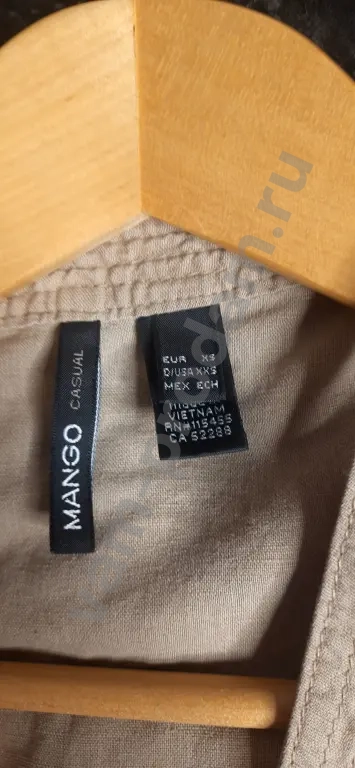 MANGO CASUAL
EUR XS
D/USA XXS
MEX ECH
VIETNAM
RN#115455
CA 52288